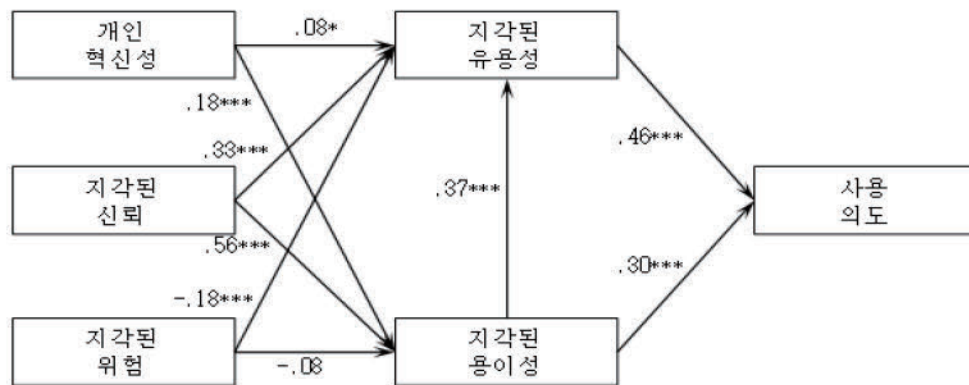 개인
혁신성
.08*
지각된
유용성
.18***
.33***
.46***
지각된
신뢰
.37***
사용
의도
.56***
.30***
-.18***
지각된
위험
-.08
지각된
용이성